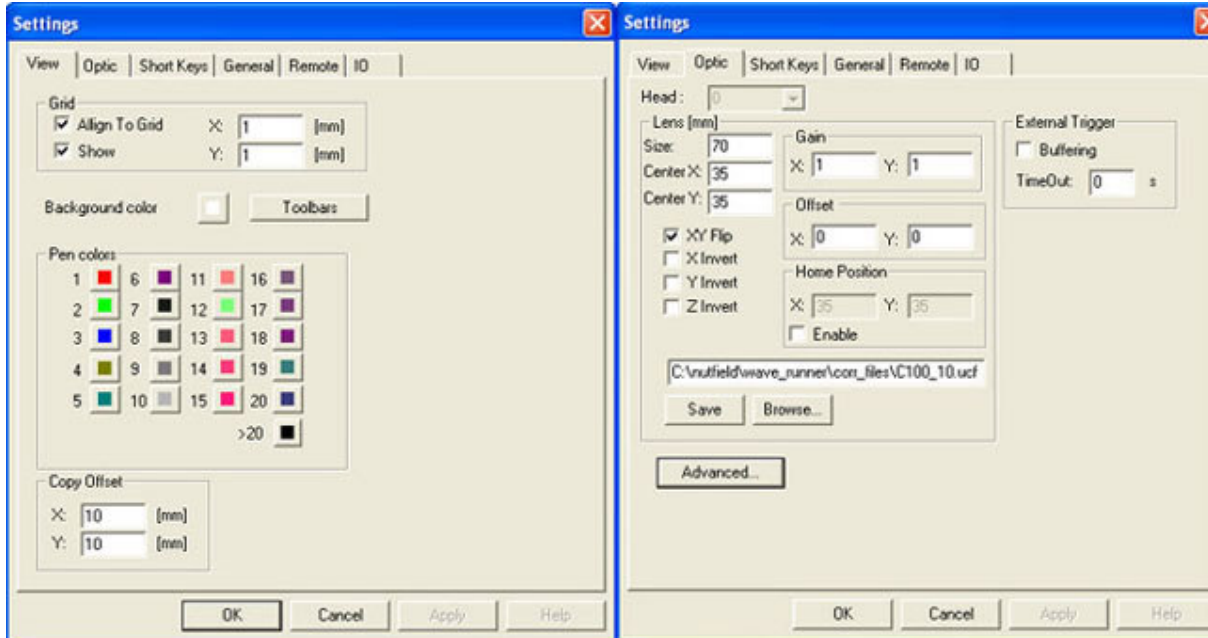 Settings
View Optic Short Keys General Remote IO
Grid
Allign To Grid X: 1 [mm]
Show Y: 1 [mm]
Background color Toolbars
Pen colors
1 6 11 16
2 7 12 17
3 8 13 18
4 9 14 19
5 10 15 20
>20
Copy Offset
X: 10 [mm]
Y: 10 [mm]
OK Cancel Apply Help
Settings
View Optic Short Keys General Remote IO
Head : 0
Lens [mm]
Size: 70
Center X: 35
Center Y: 35
XY Flip
X Invert
Y Invert
Z Invert
Gain
X: 1 Y: 1
Offset
X: 0 Y: 0
Home Position
X: 35 Y: 35
Enable
C:\nutfield\wave_runner\corr_files\C100_10.ucf
Save Browse...
External Trigger
Buffering
TimeOut: 0 s
Advanced...
OK Cancel Apply Help